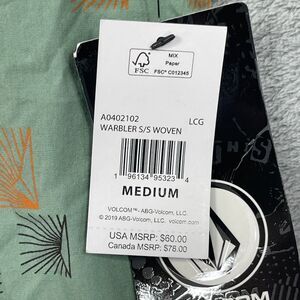 FSC
MIX
Paper
FSC® C012345
A0402102 LCG
WARBLER S/S WOVEN
1 96134 95323 4
MEDIUM
VOLCOM™- ABG-Volcom, LLC.
© 2019 ABG-Volcom, LLC. volcom.com
USA MSRP: $60.00
Canada MSRP: $78.00